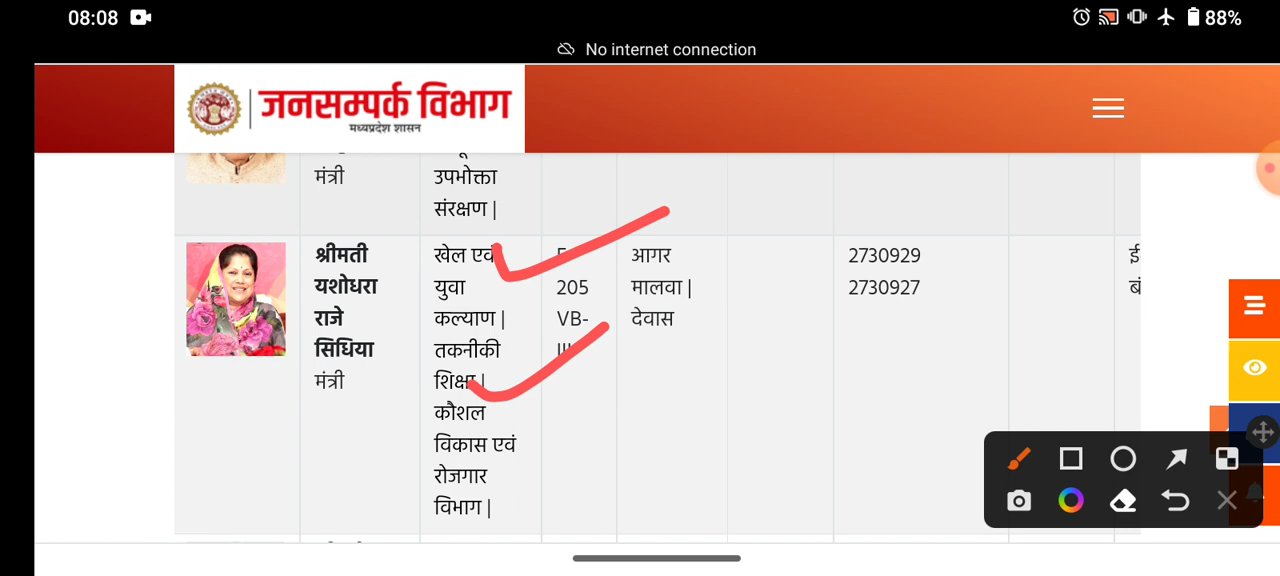 08:08
88%
No internet connection
जनसम्पर्क विभाग
मध्यप्रदेश शासन
मंत्री
उपभोक्ता
संरक्षण |
श्रीमती
यशोधरा
राजे
सिधिया
मंत्री
खेल एवं
युवा
कल्याण |
तकनीकी
शिक्षा |
कौशल
विकास एवं
रोजगार
विभाग |
205
VB-
आगर
मालवा |
देवास
2730929
2730927